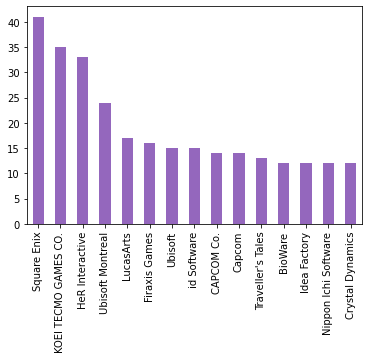 40
35
30
25
20
15
10
5
0
Square Enix
KOEI TECMO GAMES CO.
HeR Interactive
Ubisoft Montreal
LucasArts
Firaxis Games
Ubisoft
id Software
CAPCOM Co.
Capcom
Traveller's Tales
BioWare
Idea Factory
Nippon Ichi Software
Crystal Dynamics